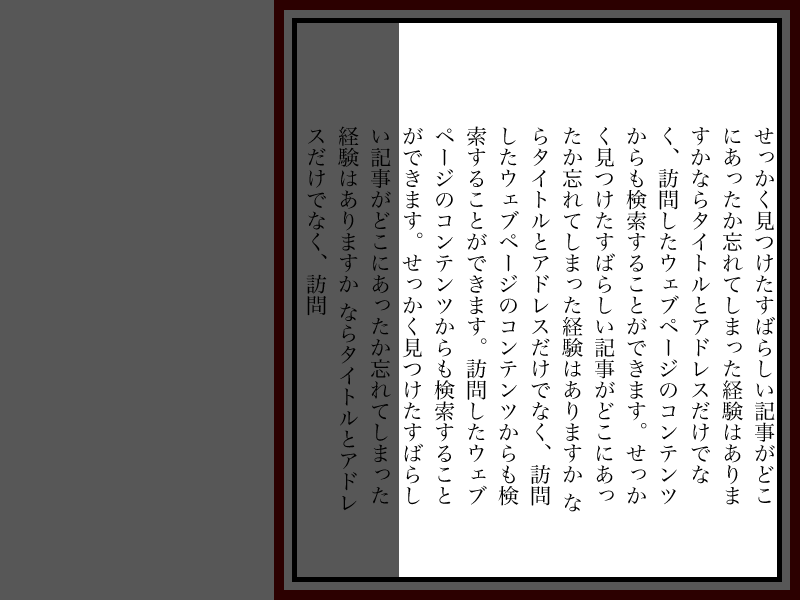 せっかく見つけたすばらしい記事がどこ
にあったか忘れてしまった経験はありま
すかならタイトルとアドレスだけでな
く、訪問したウェブページのコンテンツ
からも検索することができます。せっか
く見つけたすばらしい記事がどこにあっ
たか忘れてしまった経験はありますか な
らタイトルとアドレスだけでなく、訪問
したウェブページのコンテンツからも検
索することができます。訪問したウェブ
ページのコンテンツからも検索すること
ができます。せっかく見つけたすばらし
い記事がどこにあったか忘れてしまった
経験はありますか ならタイトルとアドレ
スだけでなく、訪問